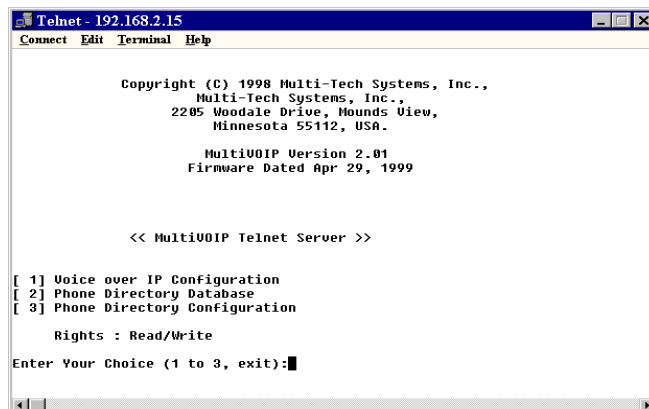 Telnet - 192.168.2.15
Connect Edit Terminal Help
Copyright (C) 1998 Multi-Tech Systems, Inc.,
Multi-Tech Systems, Inc.,
2205 Woodale Drive, Mounds View,
Minnesota 55112, USA.
MultiVOIP Version 2.01
Firmware Dated Apr 29, 1999
<< MultiVOIP Telnet Server >>
[ 1] Voice over IP Configuration
[ 2] Phone Directory Database
[ 3] Phone Directory Configuration
Rights : Read/Write
Enter Your Choice (1 to 3, exit):